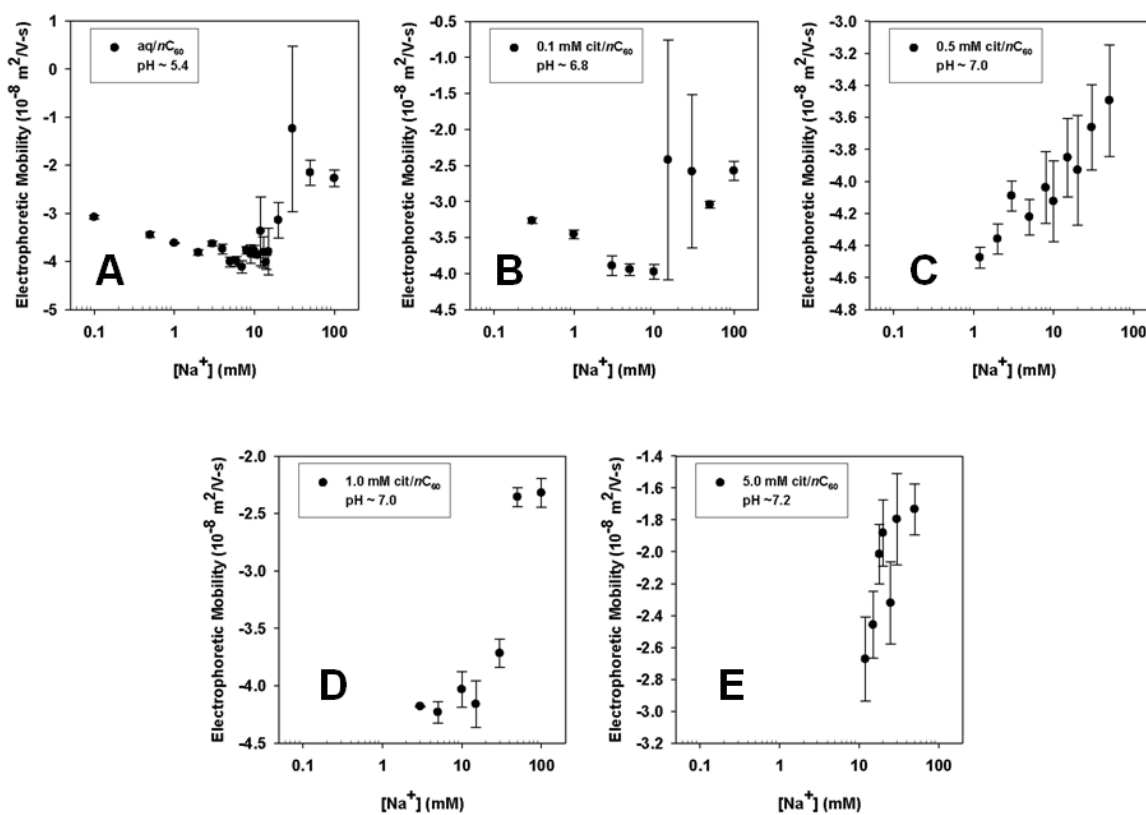 aq/nC₆₀
pH ~ 5.4
A
Electrophoretic Mobility (10⁻⁸ m²/V-s)
1
0
-1
-2
-3
-4
-5
0.1
1
10
100
[Na⁺] (mM)
0.1 mM cit/nC₆₀
pH ~ 6.8
B
Electrophoretic Mobility (10⁻⁸ m²/V-s)
-0.5
-1.0
-1.5
-2.0
-2.5
-3.0
-3.5
-4.0
-4.5
0.1
1
10
100
[Na⁺] (mM)
0.5 mM cit/nC₆₀
pH ~ 7.0
C
Electrophoretic Mobility (10⁻⁸ m²/V-s)
-3.0
-3.2
-3.4
-3.6
-3.8
-4.0
-4.2
-4.4
-4.6
-4.8
0.1
1
10
100
[Na⁺] (mM)
1.0 mM cit/nC₆₀
pH ~ 7.0
D
Electrophoretic Mobility (10⁻⁸ m²/V-s)
-2.0
-2.5
-3.0
-3.5
-4.0
-4.5
0.1
1
10
100
[Na⁺] (mM)
5.0 mM cit/nC₆₀
pH ~7.2
E
Electrophoretic Mobility (10⁻⁸ m²/V-s)
-1.4
-1.6
-1.8
-2.0
-2.2
-2.4
-2.6
-2.8
-3.0
-3.2
0.1
1
10
100
[Na⁺] (mM)